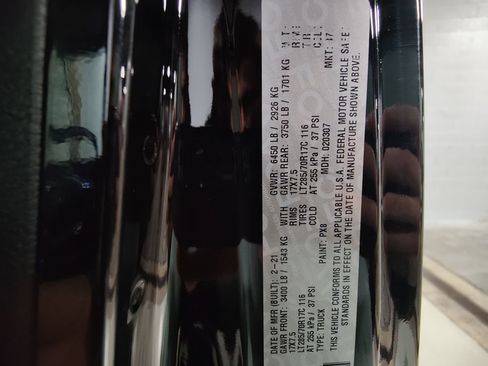 DATE OF MFR (BUILT): 2-21 GVWR: 6450 LB / 2926 KG
GAWR FRONT: 3400 LB / 1543 KG WITH GAWR REAR: 3750 LB / 1701 KG
17X7.5 RIMS 17X7.5
LT285/70R17C 116 TIRES LT285/70R17C 116
AT 255 kPa / 37 PSI COLD AT 255 kPa / 37 PSI
TYPE: TRUCK PAINT: PX8 MDH: 020307 MKT: 17
THIS VEHICLE CONFORMS TO ALL APPLICABLE U.S.A. FEDERAL MOTOR VEHICLE
STANDARDS IN EFFECT ON THE DATE OF MANUFACTURE SHOWN ABOVE.